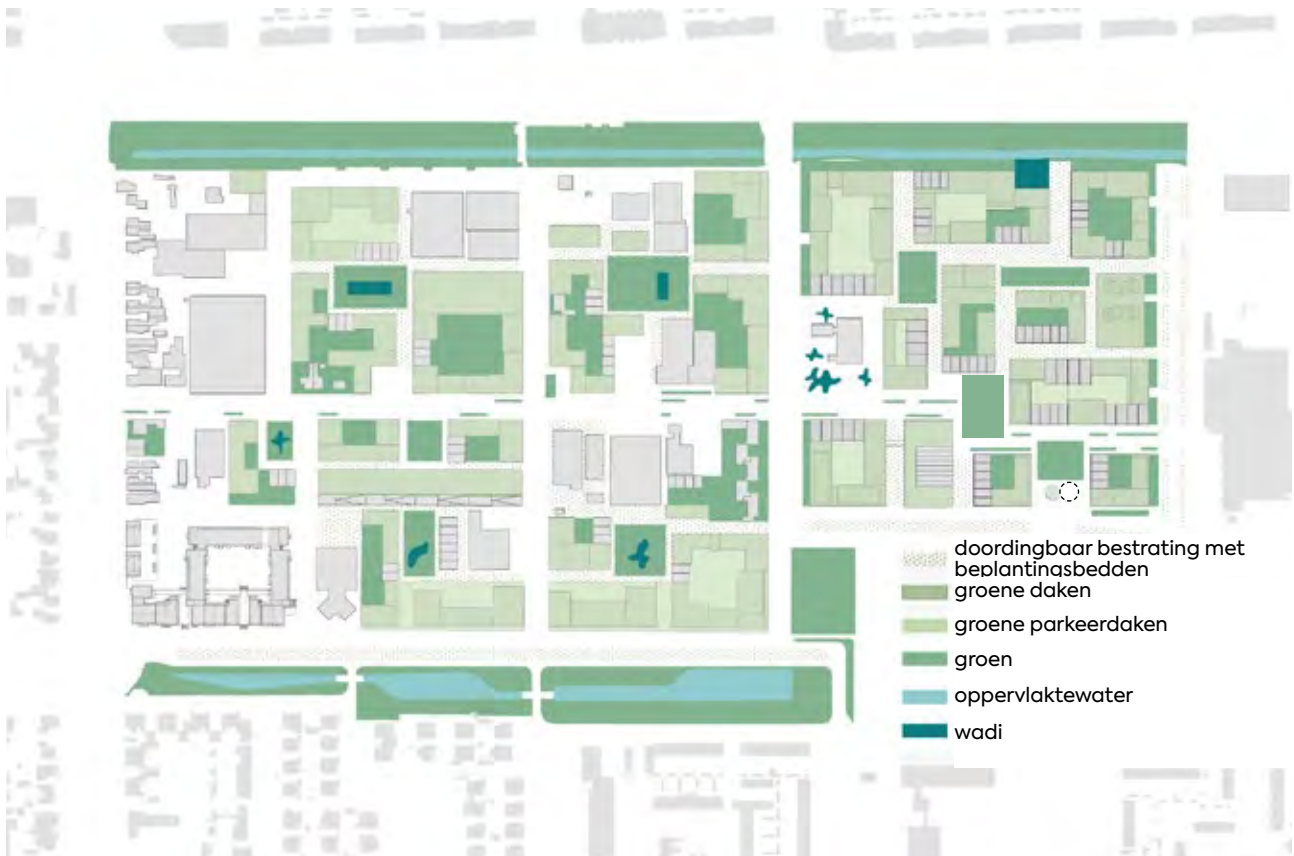 doordingbaar bestrating met
beplantingsbedden
groene daken
groene parkeerdaken
groen
oppervlaktewater
wadi